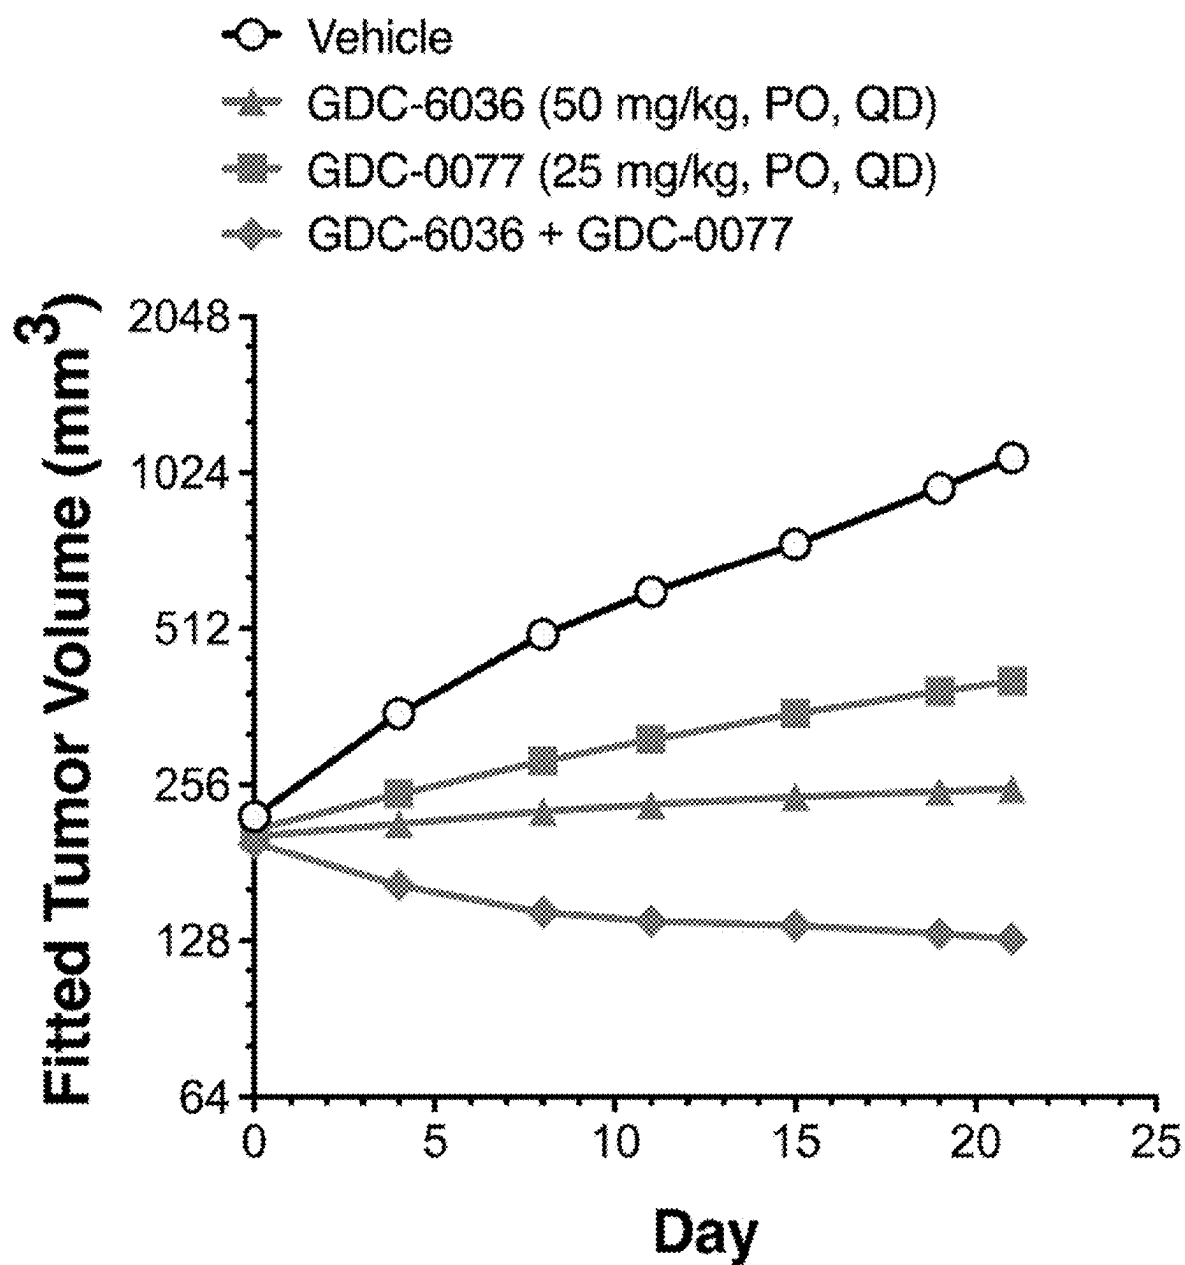 Vehicle
GDC-6036 (50 mg/kg, PO, QD)
GDC-0077 (25 mg/kg, PO, QD)
GDC-6036 + GDC-0077
Fitted Tumor Volume (mm³)
2048
1024
512
256
128
64
0 5 10 15 20 25
Day